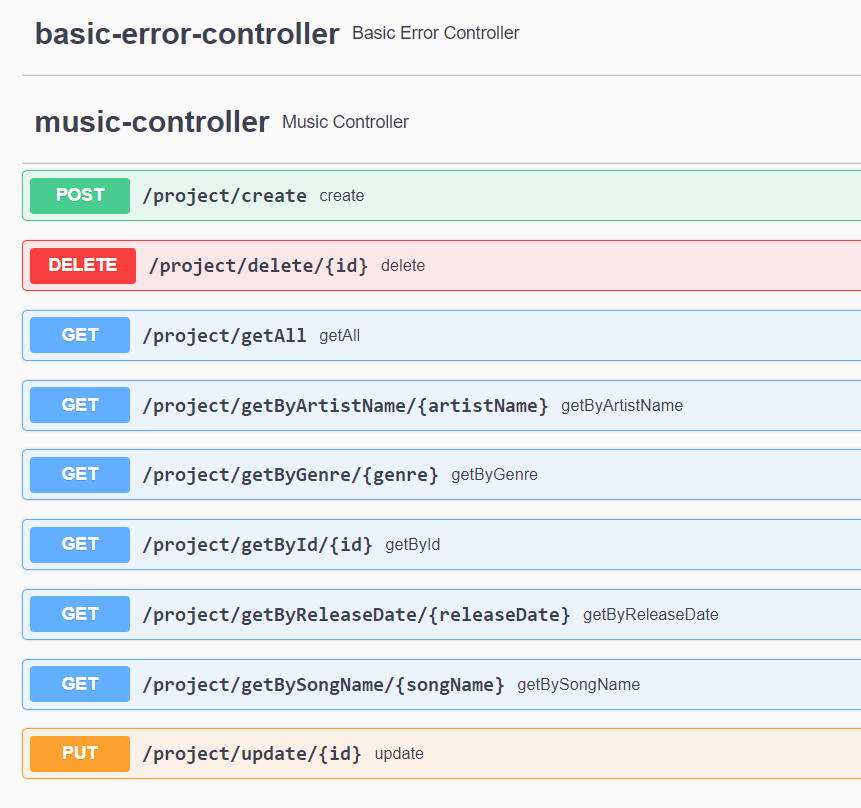 basic-error-controller Basic Error Controller
music-controller Music Controller
POST /project/create create
DELETE /project/delete/{id} delete
GET /project/getAll getAll
GET /project/getByArtistName/{artistName} getByArtistName
GET /project/getByGenre/{genre} getByGenre
GET /project/getById/{id} getById
GET /project/getByReleaseDate/{releaseDate} getByReleaseDate
GET /project/getBySongName/{songName} getBySongName
PUT /project/update/{id} update